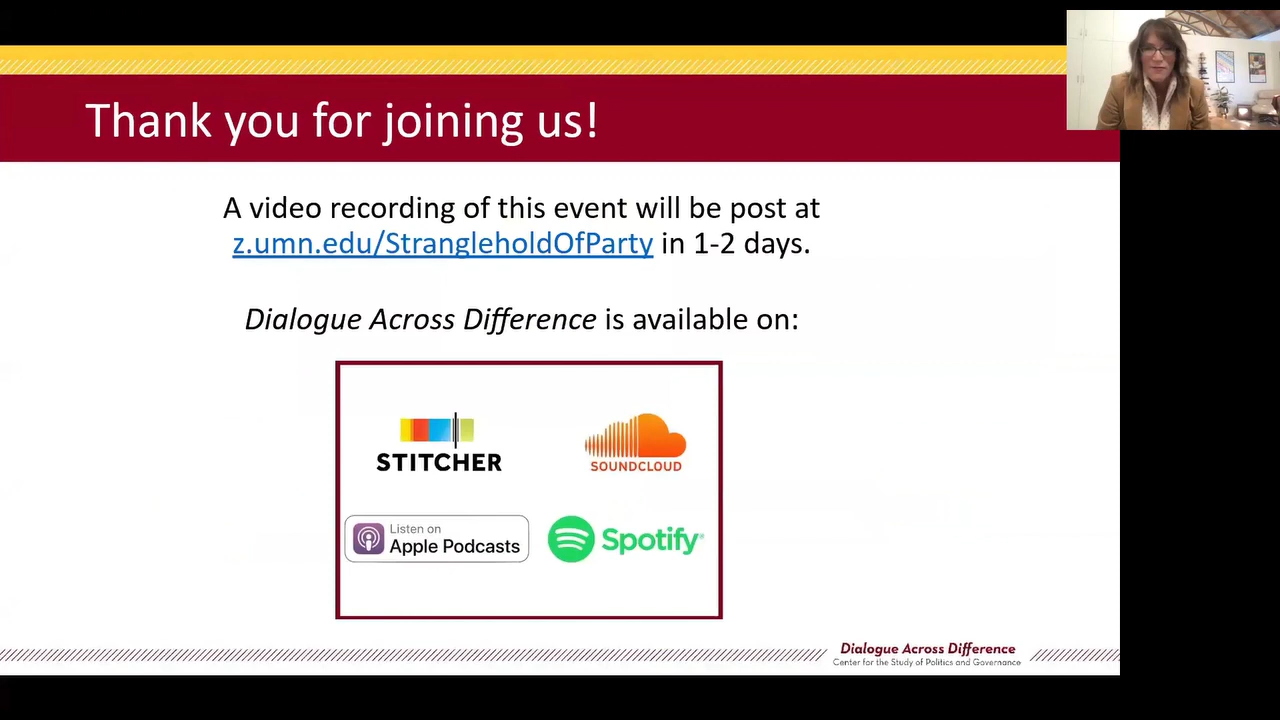 Thank you for joining us!
A video recording of this event will be post at
z.umn.edu/StrangleholdOfParty in 1-2 days.
Dialogue Across Difference is available on:
STITCHER
SOUNDCLOUD
Listen on
Apple Podcasts
Spotify®
Dialogue Across Difference
Center for the Study of Politics and Governance